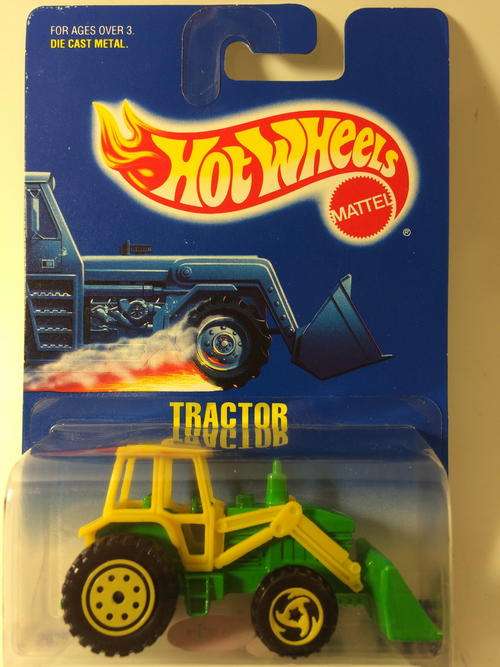 FOR AGES OVER 3.
DIE CAST METAL.
HOT WHEELS
MATTEL
®
TRACTOR